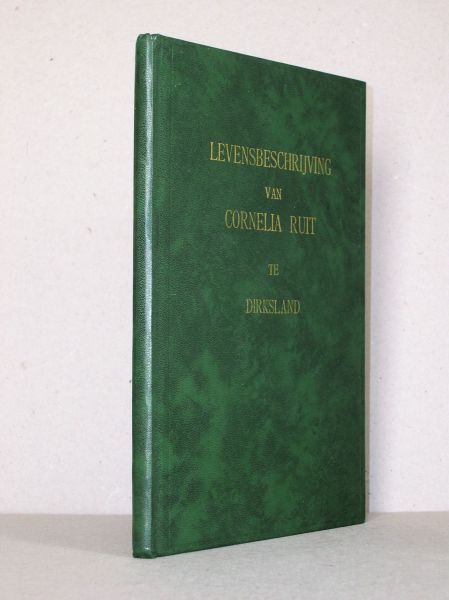 LEVENSBESCHRIJVING
VAN
CORNELIA RUIT
TE
DIRKSLAND